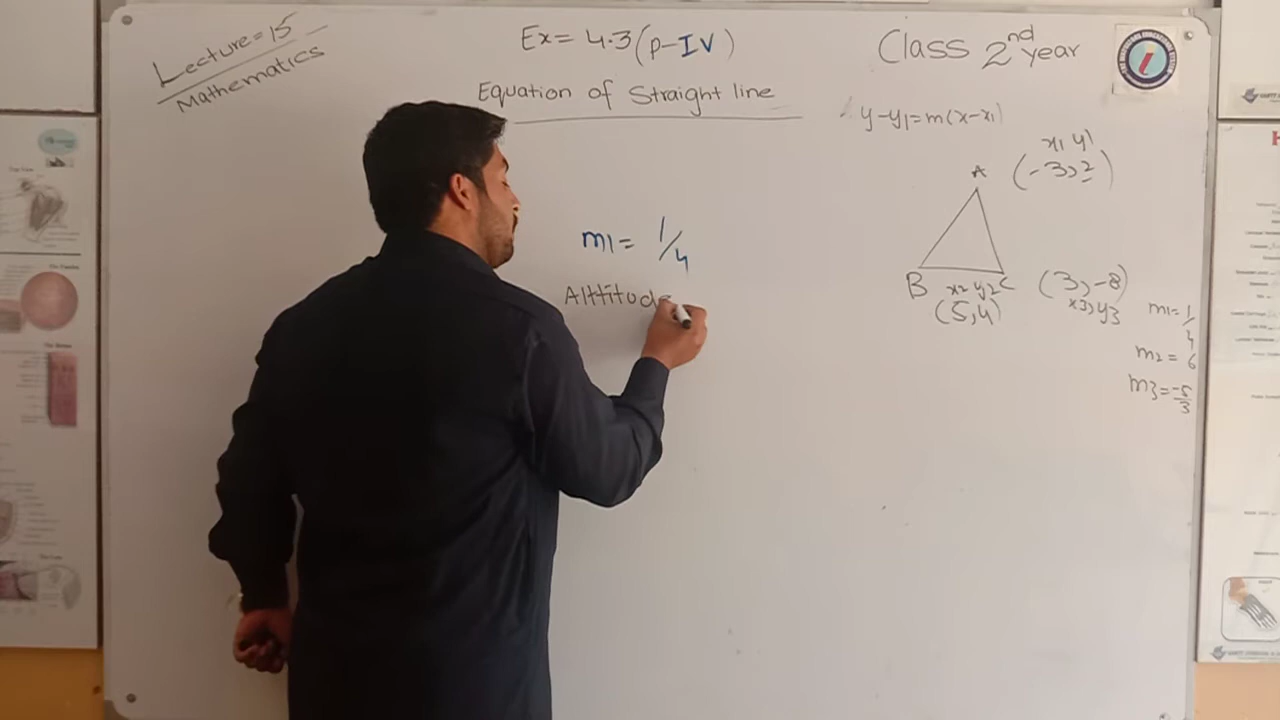 Lecture = 15
Mathematics
Ex = 4.3 (P-IV)
Equation of Straight line
Class 2nd year
y-y1=m(x-x1)
x1 y1
A (-3,2)
m1 = 1/4
Altitude
B x2 y2 C (3,-8)
(5,4) x3,y3
m1= 1/4
m2 = 6
m3 = -5/3